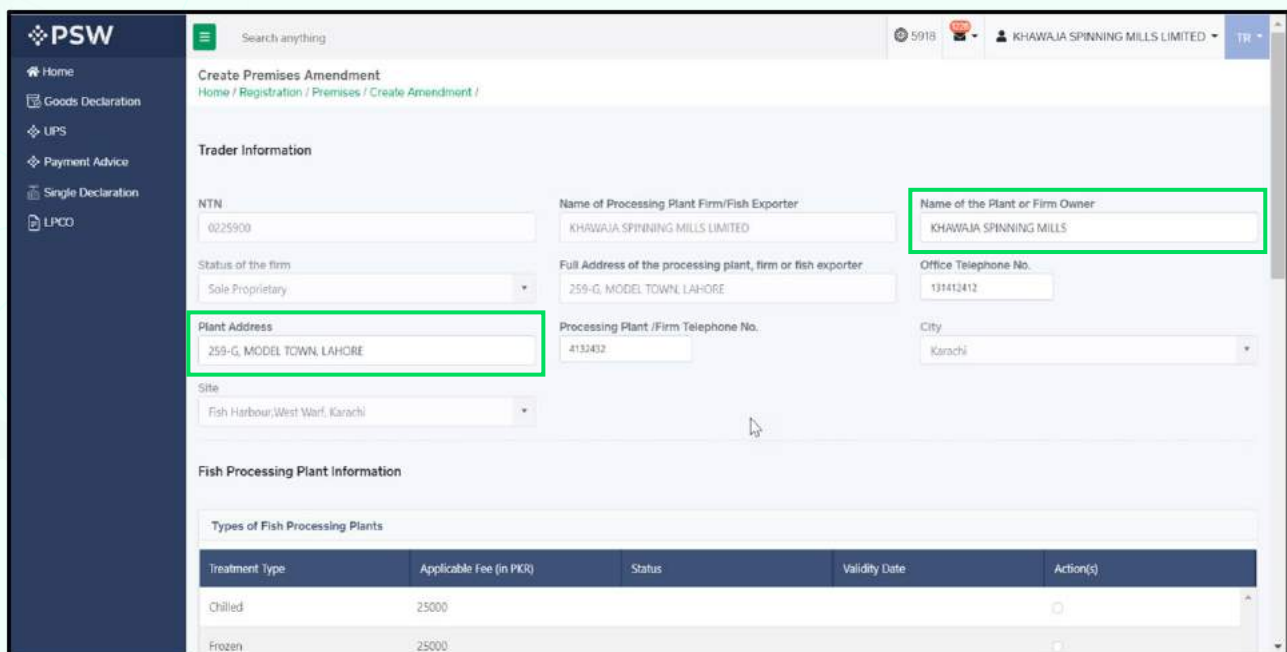 PSW
Search anything
5918
KHAWAJA SPINNING MILLS LIMITED
TR
Home
Goods Declaration
UPS
Payment Advice
Single Declaration
LPCO
Create Premises Amendment
Home / Registration / Premises / Create Amendment /
Trader Information
NTN
Name of Processing Plant Firm/Fish Exporter
Name of the Plant or Firm Owner
0225900
KHAWAJA SPINNING MILLS LIMITED
KHAWAJA SPINNING MILLS
Status of the firm
Full Address of the processing plant, firm or fish exporter
Office Telephone No.
Sole Proprietary
259-G, MODEL TOWN, LAHORE
131412412
Plant Address
Processing Plant /Firm Telephone No.
City
259-G, MODEL TOWN, LAHORE
4132432
Karachi
Site
Fish Harbour,West Warf, Karachi
Fish Processing Plant Information
Types of Fish Processing Plants
Treatment Type
Applicable Fee (in PKR)
Status
Validity Date
Action(s)
Chilled
25000
Frozen
25000